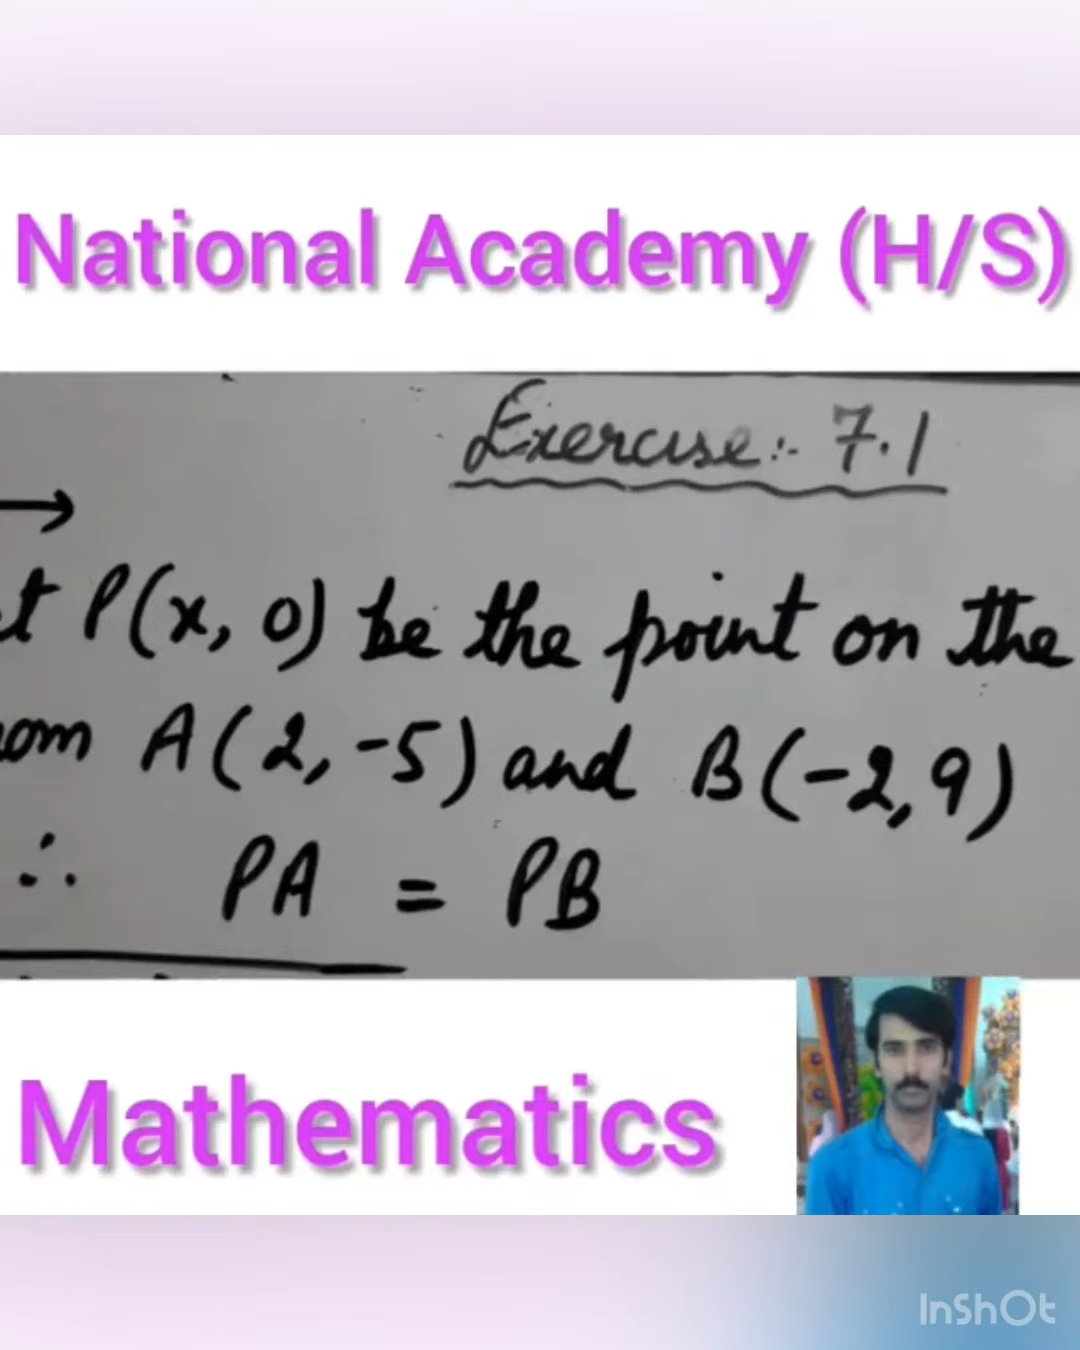 National Academy (H/S)
Exercise:- 7.1
P(x, 0) be the point on the
A(2, -5) and B(-2, 9)
∴ PA = PB
Mathematics
InShOt